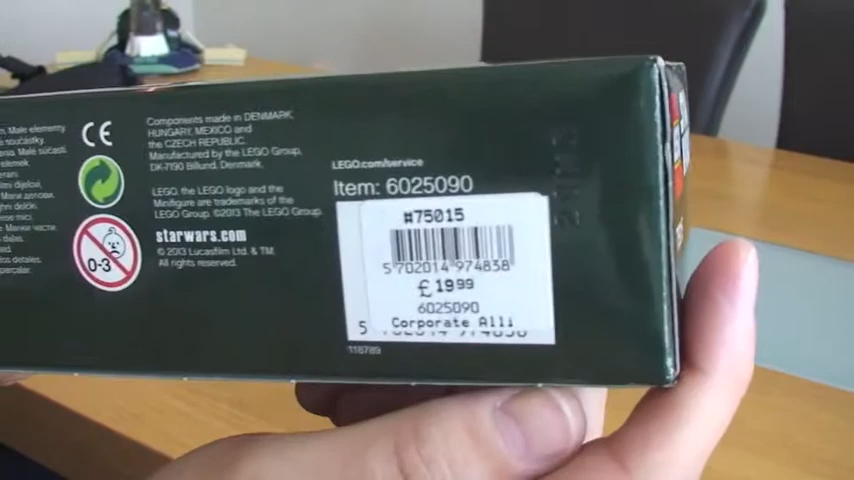 Male elementy
CE
Components made in DENMARK,
HUNGARY, MEXICO and
the CZECH REPUBLIC.
Manufactured by the LEGO Group,
DK-7190 Billund, Denmark.
LEGO, the LEGO logo and the
Minifigure are trademarks of the
LEGO Group. ©2013 The LEGO Group.
starwars.com
© 2013 Lucasfilm Ltd. & TM.
All rights reserved.
0-3
LEGO.com/service
Item: 6025090
#75015
5 702014 974838
£ 19.99
6025090
Corporate Alli
118789